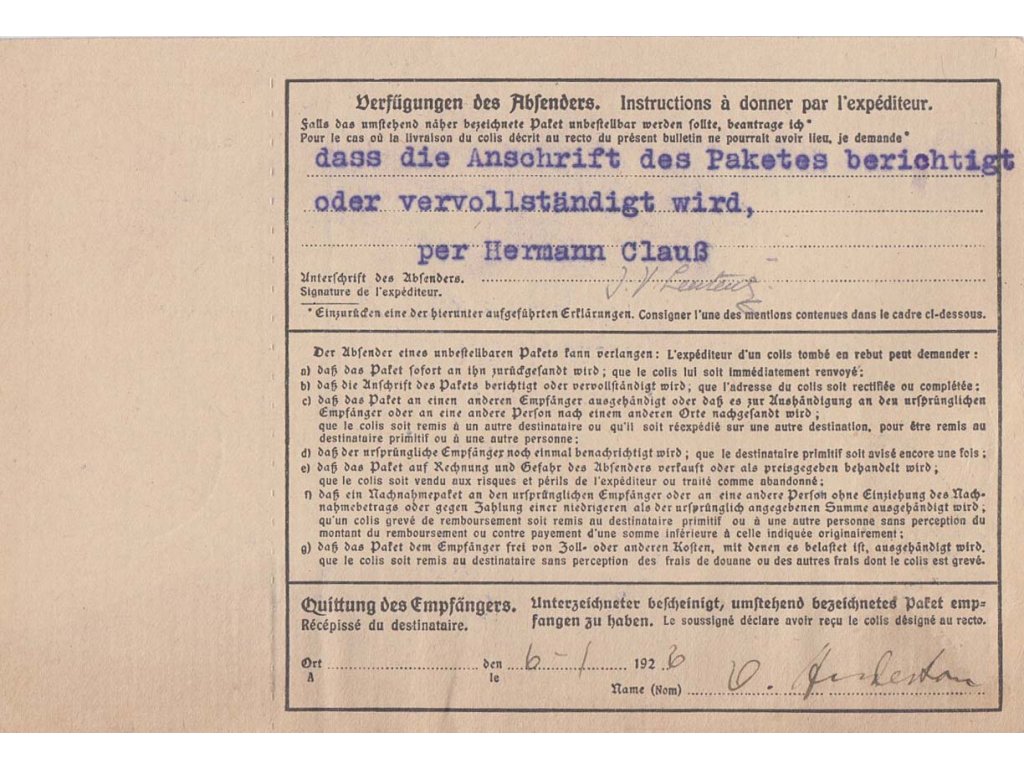 Verfügungen des Absenders. Instructions à donner par l'expéditeur.
Falls das umstehend näher bezeichnete Paket unbestellbar werden sollte, beantrage ich*
Pour le cas où la livraison du colis décrit au recto du présent bulletin ne pourrait avoir lieu, je demande*
dass die Anschrift des Paketes berichtigt
oder vervollständigt wird,
per Hermann Clauß
Unterschrift des Absenders.
Signature de l'expéditeur.
J. V.
* Einzurücken eine der hierunter aufgeführten Erklärungen. Consigner l'une des mentions contenues dans le cadre ci-dessous.
Der Absender eines unbestellbaren Pakets kann verlangen: L'expéditeur d'un colis tombé en rebut peut demander:
a) daß das Paket sofort an ihn zurückgesandt wird; que le colis lui soit immédiatement renvoyé;
b) daß die Anschrift des Pakets berichtigt oder vervollständigt wird; que l'adresse du colis soit rectifiée ou complétée;
c) daß das Paket an einen anderen Empfänger ausgehändigt oder daß es zur Aushändigung an den ursprünglichen
Empfänger oder an eine andere Person nach einem anderen Orte nachgesandt wird;
que le colis soit remis à un autre destinataire ou qu'il soit réexpédié sur une autre destination, pour être remis au
destinataire primitif ou à une autre personne;
d) daß der ursprüngliche Empfänger noch einmal benachrichtigt wird; que le destinataire primitif soit avisé encore une fois;
e) daß das Paket auf Rechnung und Gefahr des Absenders verkauft oder als preisgegeben behandelt wird;
que le colis soit vendu aux risques et périls de l'expéditeur ou traité comme abandonné;
f) daß ein Nachnahmepaket an den ursprünglichen Empfänger oder an eine andere Person ohne Einziehung des Nach-
nahmebetrags oder gegen Zahlung einer niedrigeren als der ursprünglich angegebenen Summe ausgehändigt wird;
qu'un colis grevé de remboursement soit remis au destinataire primitif ou à une autre personne sans perception du
montant du remboursement ou contre payement d'une somme inférieure à celle indiquée originairement;
g) daß das Paket dem Empfänger frei von Zoll- oder anderen Kosten, mit denen es belastet ist, ausgehändigt wird.
que le colis soit remis au destinataire sans perception des frais de douane ou des autres frais dont le colis est grevé.
Quittung des Empfängers. Unterzeichneter bescheinigt, umstehend bezeichnetes Paket emp-
Récépissé du destinataire. fangen zu haben. Le soussigné déclare avoir reçu le colis désigné au recto.
Ort den 6-1 1926
A le
Name (Nom)